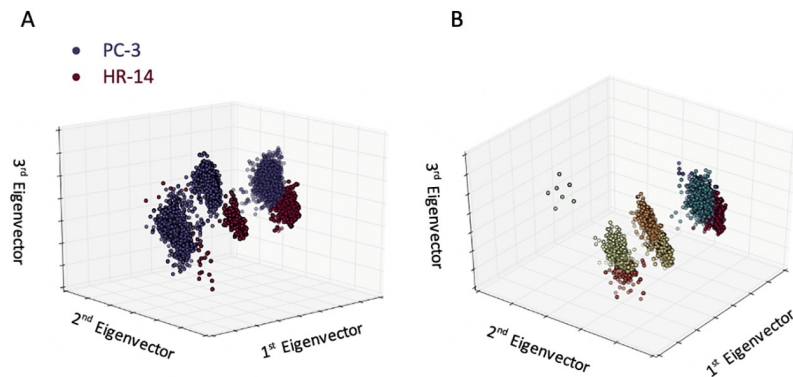 A
B
PC-3
HR-14
3rd Eigenvector
2nd Eigenvector
1st Eigenvector
3rd Eigenvector
2nd Eigenvector
1st Eigenvector